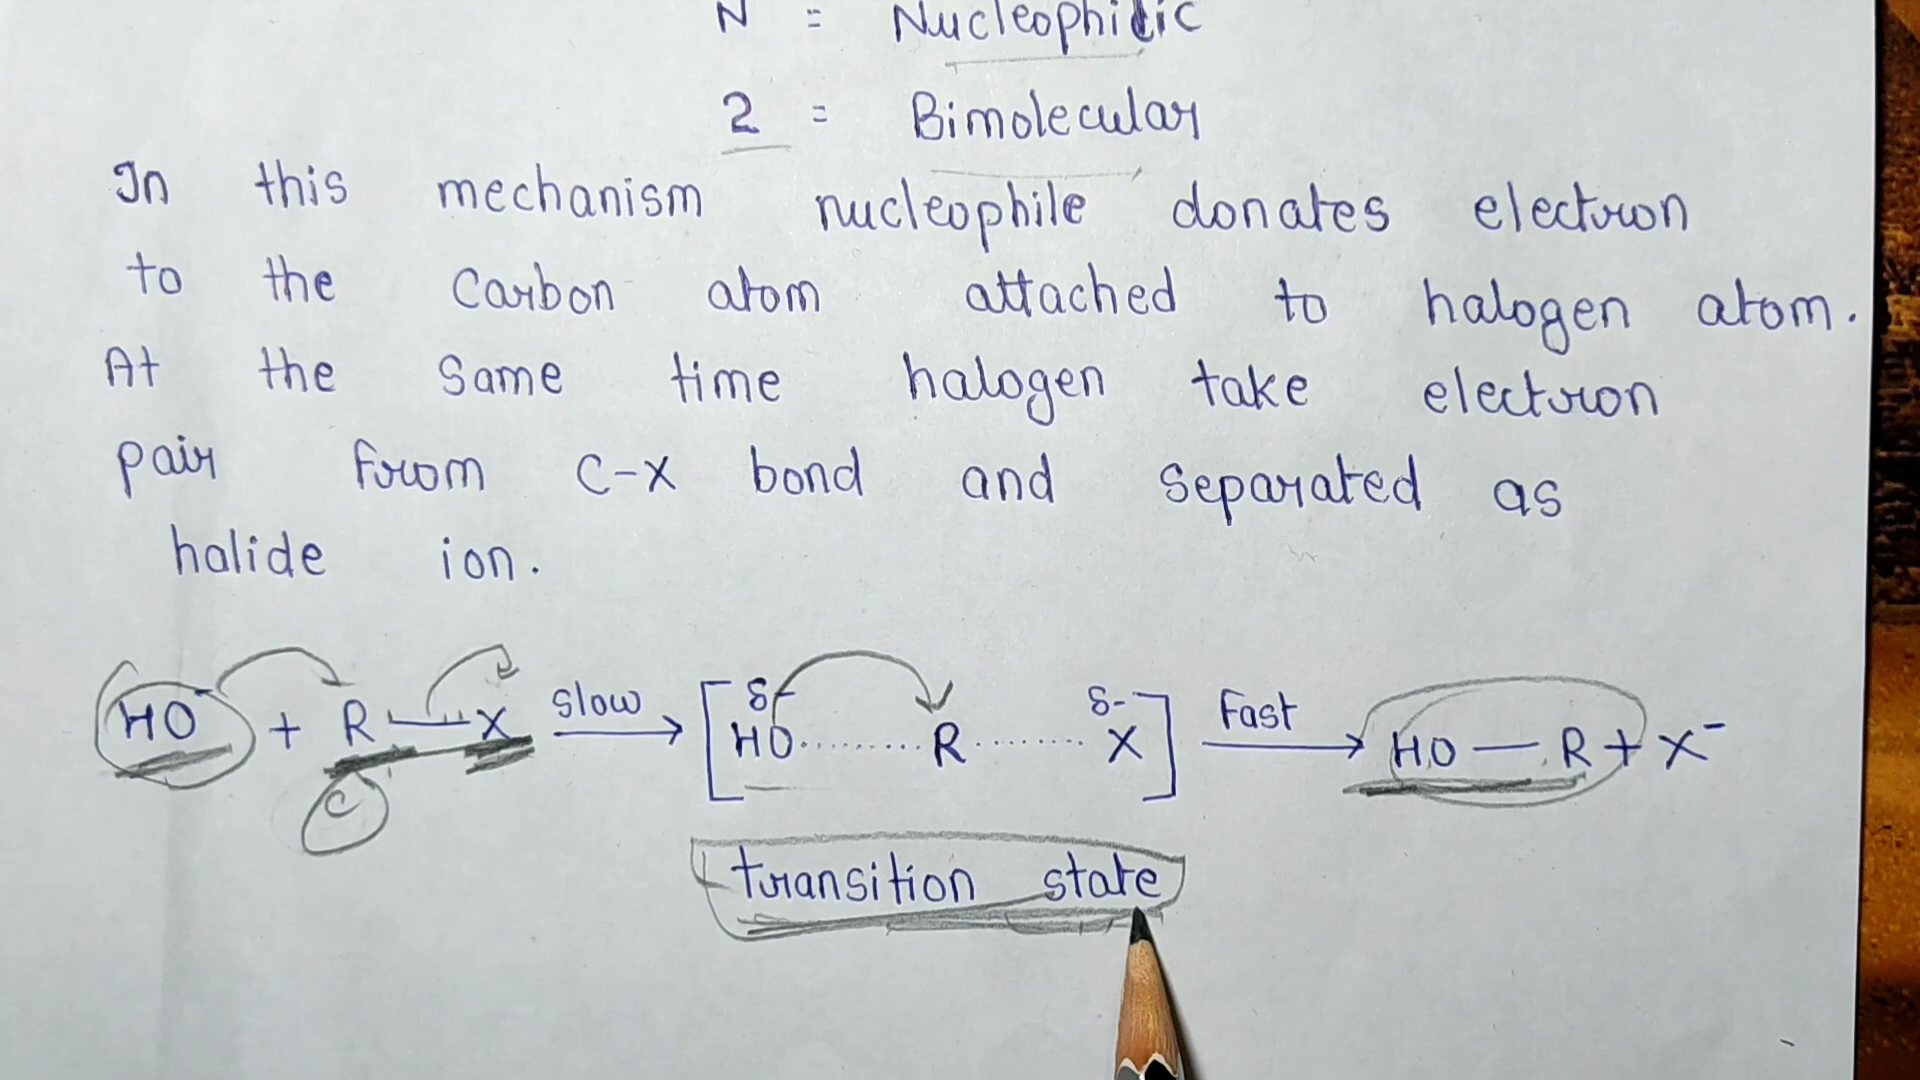 N = Nucleophilic
2 = Bimolecular
In this mechanism nucleophile donates electron
to the Carbon atom attached to halogen atom.
At the same time halogen take electron
pair from C-X bond and separated as
halide ion.
HO⁻ + R — X slow → [HO δ- ........ R ........ X δ-] Fast → HO — R + X⁻
C
transition state